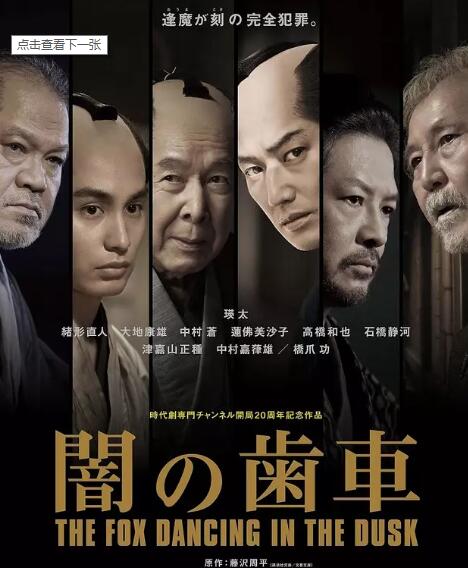 逢魔が刻の完全犯罪。
点击查看下一张
瑛太
緒形直人 大地康雄 中村蒼 蓮佛美沙子 高橋和也 石橋静河
津嘉山正種 中村嘉葎雄/橋爪功
時代劇専門チャンネル開局20周年記念作品
闇の歯車
THE FOX DANCING IN THE DUSK
原作:藤沢周平